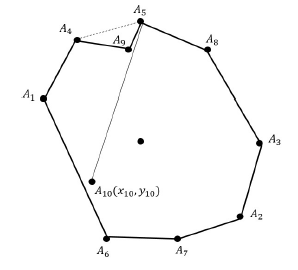 A₅
A₄
A₉
A₈
A₁
A₃
A₁₀(x₁₀, y₁₀)
A₂
A₆
A₇